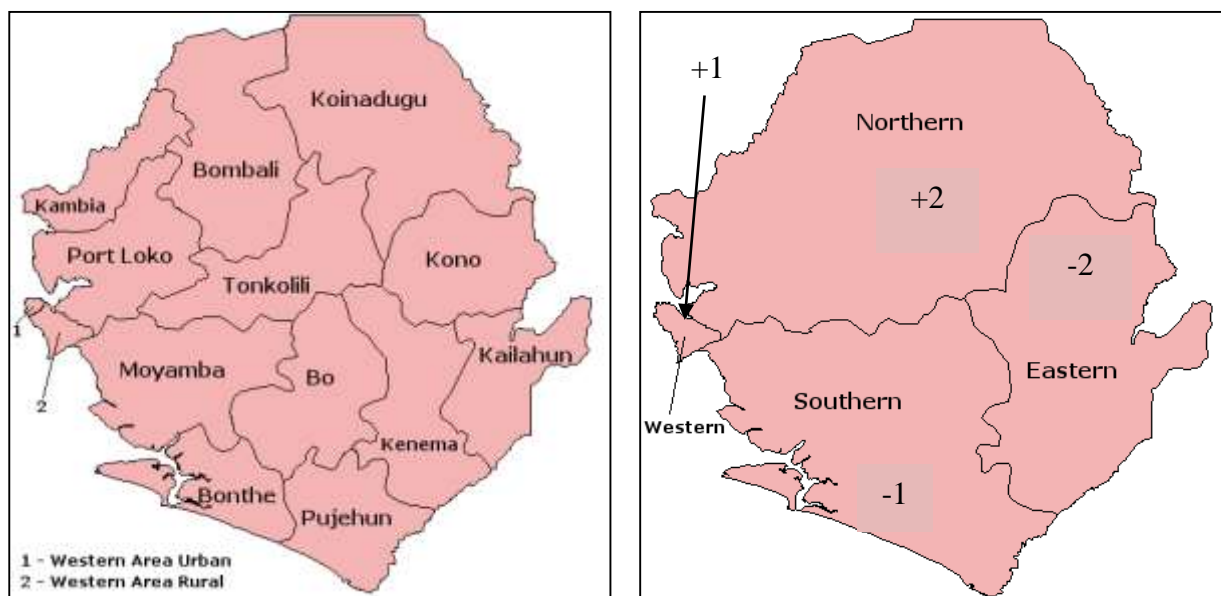 Koinadugu
Bombali
Kambia
Port Loko
Kono
Tonkolili
1
Kailahun
Moyamba
Bo
2
Kenema
Bonthe
Pujehun
1 - Western Area Urban
2 - Western Area Rural
+1
Northern
+2
-2
Eastern
Southern
Western
-1